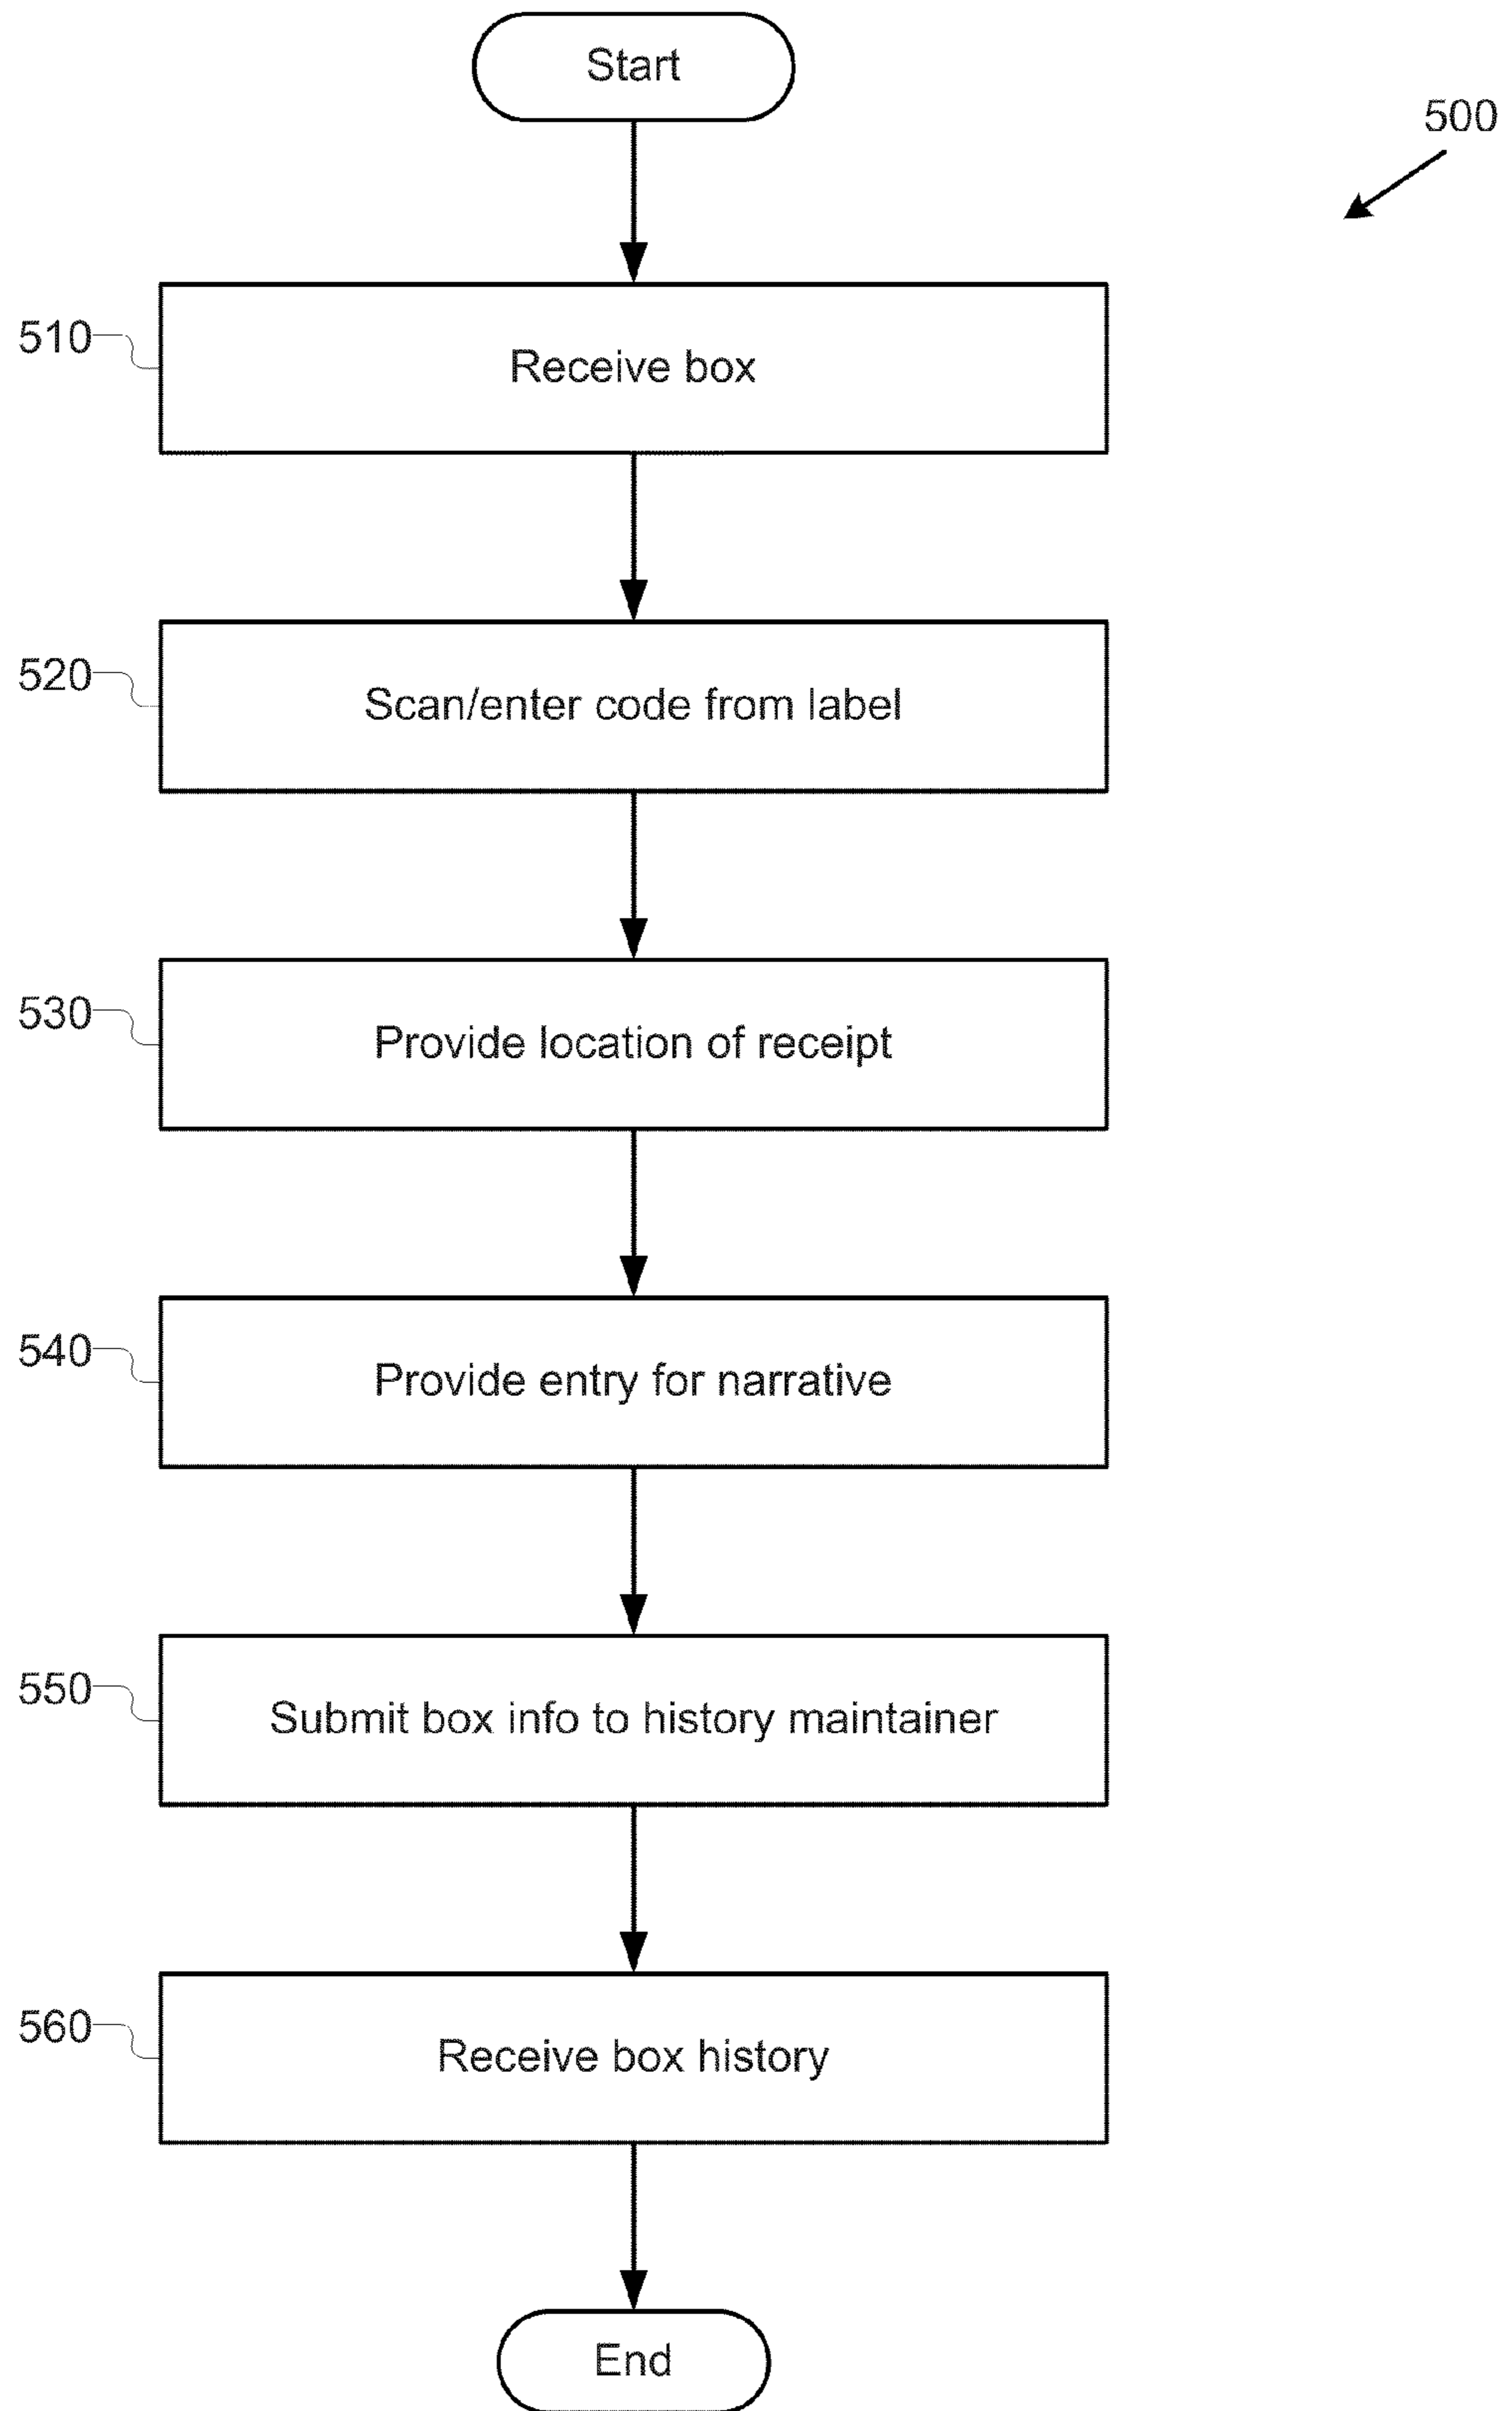 Start
500
510
Receive box
520
Scan/enter code from label
530
Provide location of receipt
540
Provide entry for narrative
550
Submit box info to history maintainer
560
Receive box history
End